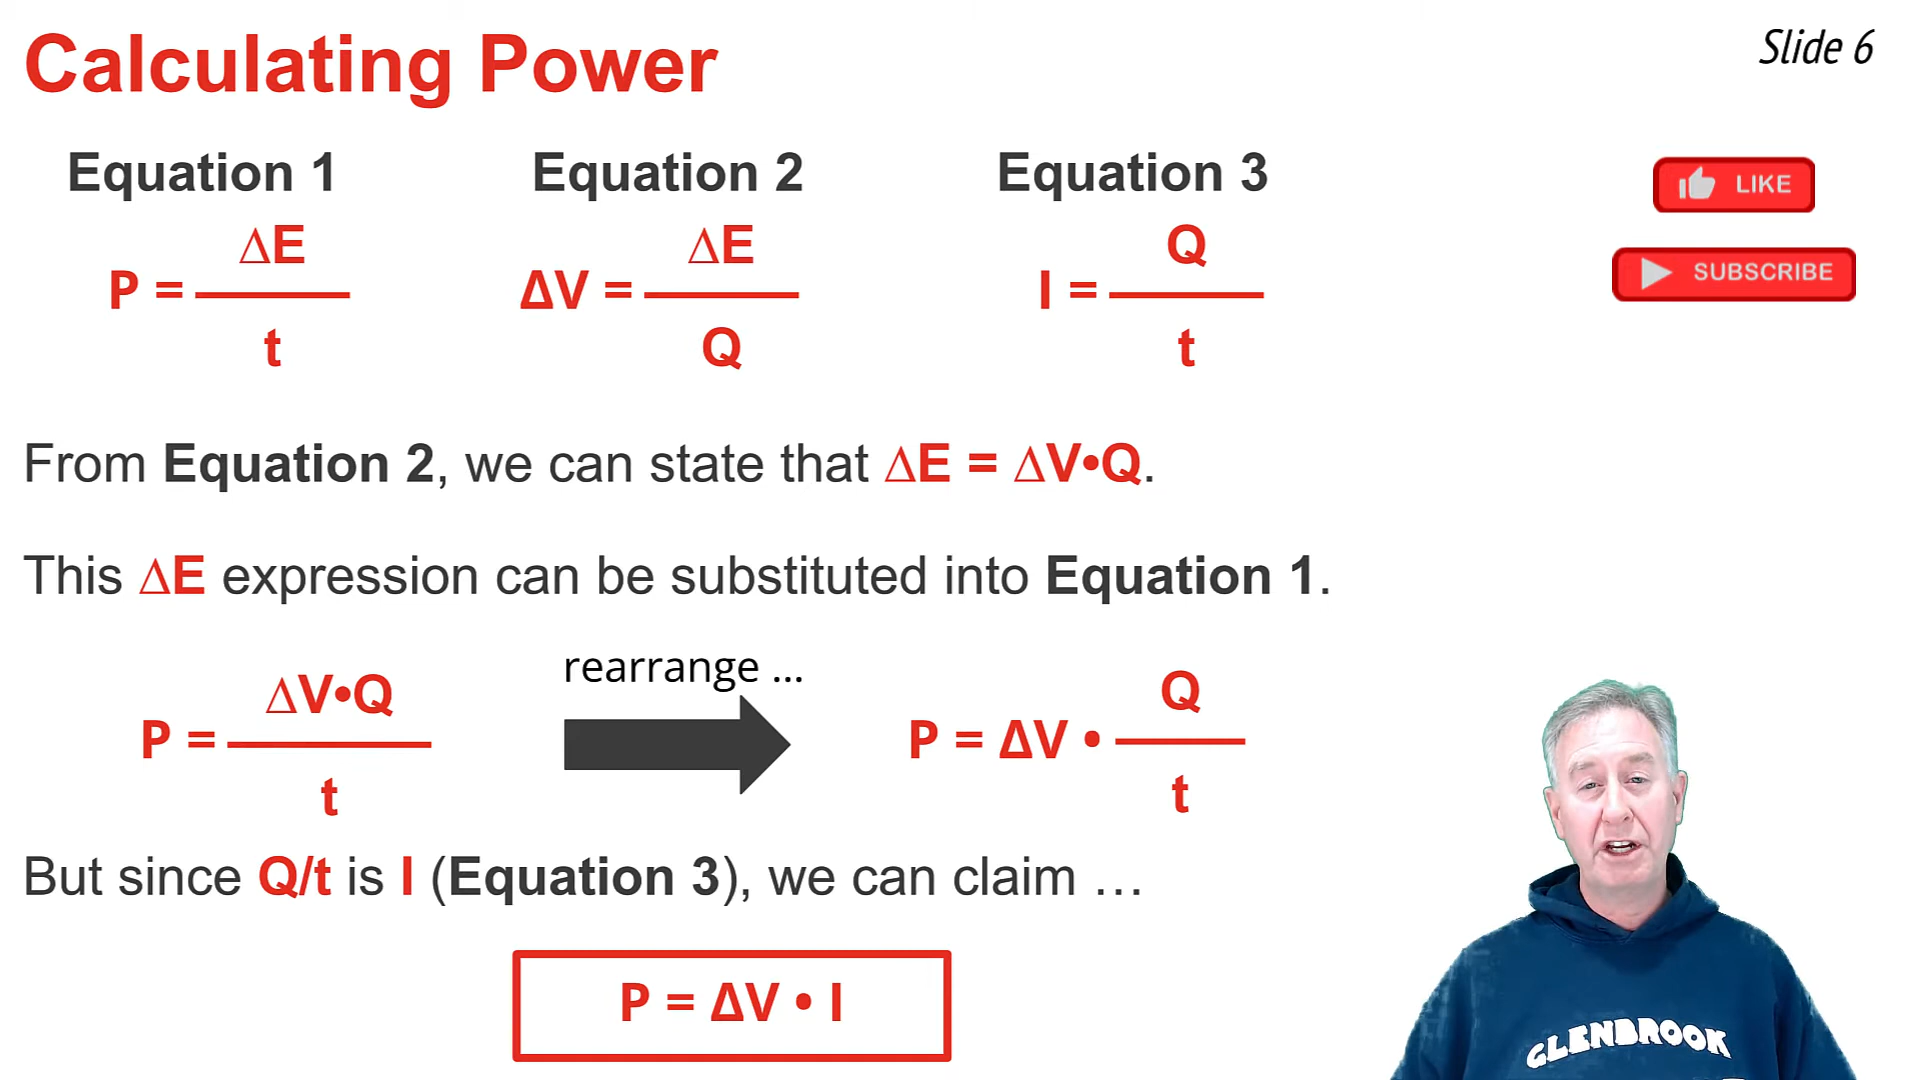 Calculating Power
Slide 6
Equation 1
Equation 2
Equation 3
P = ΔE / t
ΔV = ΔE / Q
I = Q / t
LIKE
SUBSCRIBE
From Equation 2, we can state that ΔE = ΔV•Q.
This ΔE expression can be substituted into Equation 1.
P = ΔV•Q / t
rearrange ...
P = ΔV • Q / t
But since Q/t is I (Equation 3), we can claim …
P = ΔV • I
GLENBROOK